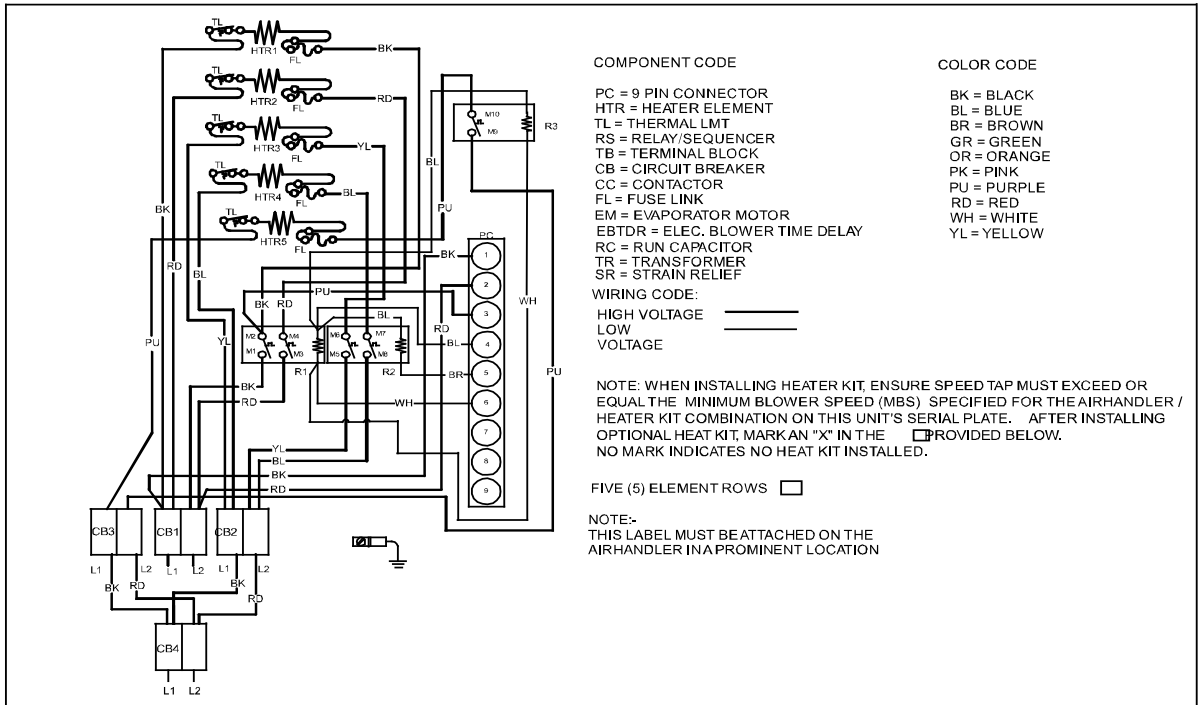 TL
HTR1
FL
BK
TL
HTR2
FL
RD
TL
HTR3
FL
YL
TL
HTR4
FL
BL
TL
HTR5
FL
M10
M9
R3
BL
PU
WH
PU
BK
RD
BL
YL
PU
BK
RD
PU
BL
M2
M4
M1
M3
R1
M6
M7
M5
M8
R2
BK
RD
WH
YL
BL
BK
RD
PC
BK
RD
BL
BR
1
2
3
4
5
6
7
8
9
CB3
CB1
CB2
L1
L2
L1
L2
L1
L2
BK
RD
BK
RD
CB4
L1
L2
COMPONENT CODE
PC = 9 PIN CONNECTOR
HTR = HEATER ELEMENT
TL = THERMAL LMT
RS = RELAY/SEQUENCER
TB = TERMINAL BLOCK
CB = CIRCUIT BREAKER
CC = CONTACTOR
FL = FUSE LINK
EM = EVAPORATOR MOTOR
EBTDR = ELEC. BLOWER TIME DELAY
RC = RUN CAPACITOR
TR = TRANSFORMER
SR = STRAIN RELIEF
WIRING CODE:
HIGH VOLTAGE
LOW
VOLTAGE
COLOR CODE
BK = BLACK
BL = BLUE
BR = BROWN
GR = GREEN
OR = ORANGE
PK = PINK
PU = PURPLE
RD = RED
WH = WHITE
YL = YELLOW
NOTE: WHEN INSTALLING HEATER KIT, ENSURE SPEED TAP MUST EXCEED OR
EQUAL THE MINIMUM BLOWER SPEED (MBS) SPECIFIED FOR THE AIRHANDLER /
HEATER KIT COMBINATION ON THIS UNIT'S SERIAL PLATE. AFTER INSTALLING
OPTIONAL HEAT KIT, MARK AN "X" IN THE PROVIDED BELOW.
NO MARK INDICATES NO HEAT KIT INSTALLED.
FIVE (5) ELEMENT ROWS
NOTE:-
THIS LABEL MUST BE ATTACHED ON THE
AIRHANDLER IN A PROMINENT LOCATION